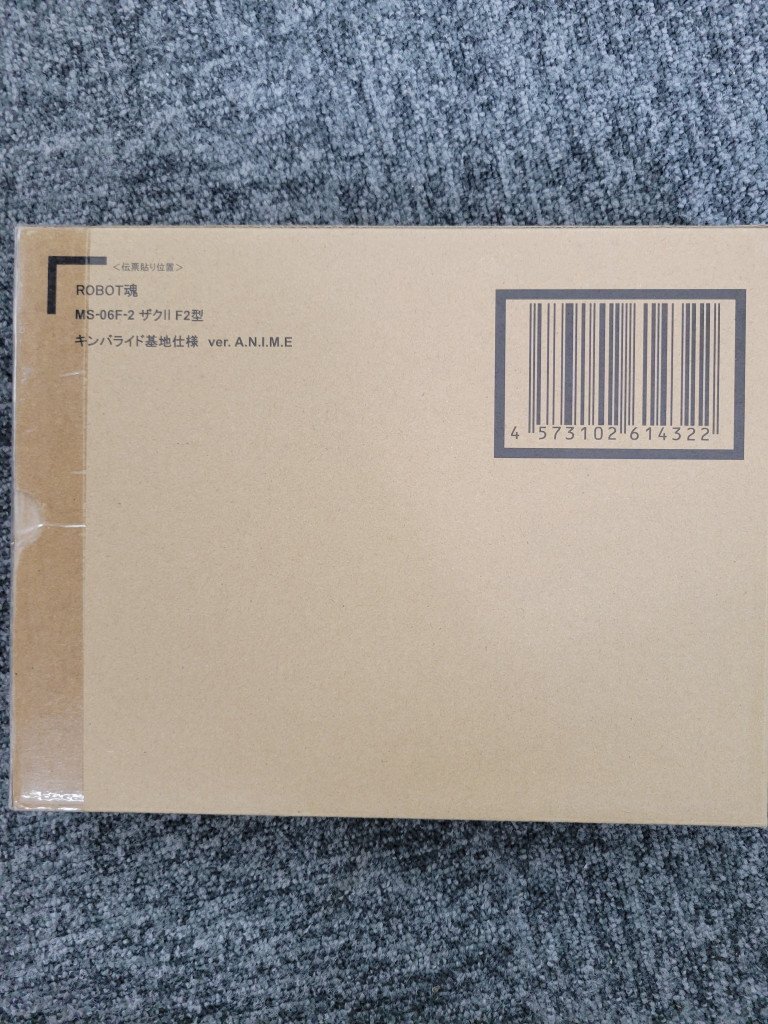 ＜伝票貼り位置＞
ROBOT魂
MS-06F-2 ザクII F2型
キンバライド基地仕様 ver. A.N.I.M.E
4 573102 614322